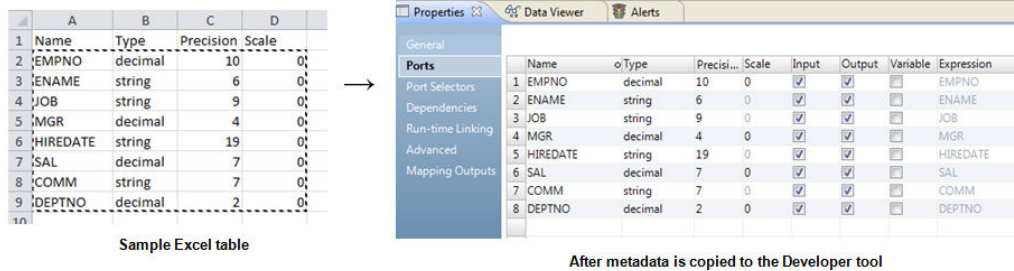 A B C D
1 Name Type Precision Scale
2 EMPNO decimal 10 0
3 ENAME string 6 0
4 JOB string 9 0
5 MGR decimal 4 0
6 HIREDATE string 19 0
7 SAL decimal 7 0
8 COMM string 7 0
9 DEPTNO decimal 2 0
10
Sample Excel table
→
Properties Data Viewer Alerts
General
Ports
Port Selectors
Dependencies
Run-time Linking
Advanced
Mapping Outputs
Name Type Precisi... Scale Input Output Variable Expression
1 EMPNO decimal 10 0 EMPNO
2 ENAME string 6 0 ENAME
3 JOB string 9 0 JOB
4 MGR decimal 4 0 MGR
5 HIREDATE string 19 0 HIREDATE
6 SAL decimal 7 0 SAL
7 COMM string 7 0 COMM
8 DEPTNO decimal 2 0 DEPTNO
After metadata is copied to the Developer tool